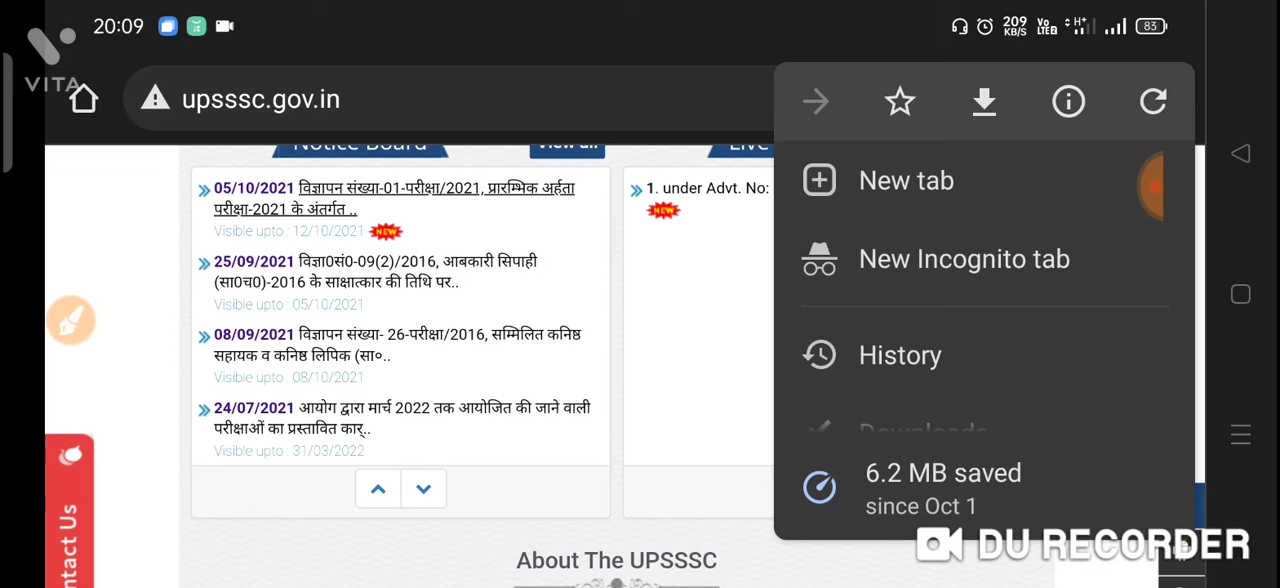 20:09
209
KB/S
Vo
LTE2
H+
83
VITA
upsssc.gov.in
Notice Board
View all
Live
05/10/2021 विज्ञापन संख्या-01-परीक्षा/2021, प्रारम्भिक अर्हता
परीक्षा-2021 के अंतर्गत ..
Visible upto : 12/10/2021 NEW
25/09/2021 विज्ञा0सं0-09(2)/2016, आबकारी सिपाही
(सा0च0)-2016 के साक्षात्कार की तिथि पर..
Visible upto : 05/10/2021
08/09/2021 विज्ञापन संख्या- 26-परीक्षा/2016, सम्मिलित कनिष्ठ
सहायक व कनिष्ठ लिपिक (सा०..
Visible upto : 08/10/2021
24/07/2021 आयोग द्वारा मार्च 2022 तक आयोजित की जाने वाली
परीक्षाओं का प्रस्तावित कार्..
Visible upto : 31/03/2022
1. under Advt. No:
NEW
New tab
New Incognito tab
History
Downloads
6.2 MB saved
since Oct 1
ntact Us
About The UPSSSC
DU RECORDER